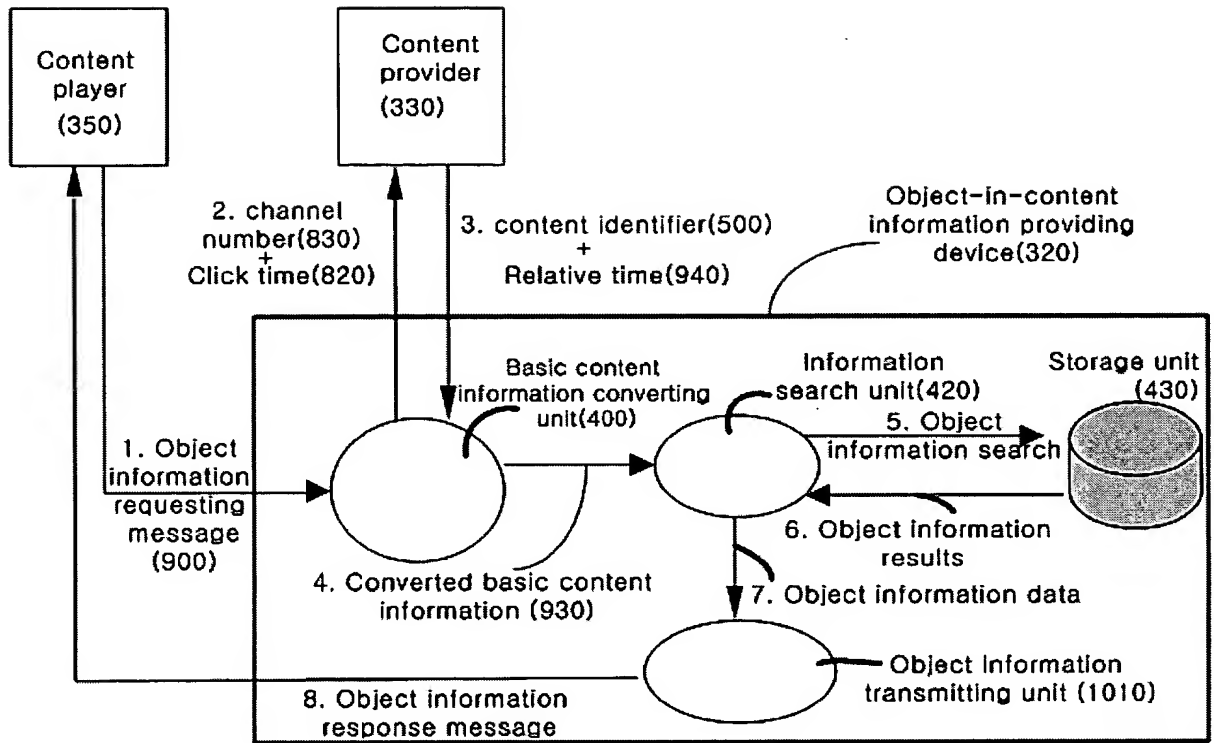 Content
player
(350)
Content
provider
(330)
2. channel
number(830)
+
Click time(820)
3. content identifier(500)
+
Relative time(940)
Object-in-content
information providing
device(320)
Basic content
information converting
unit(400)
Information
search unit(420)
Storage unit
(430)
1. Object
information
requesting
message
(900)
5. Object
information search
6. Object information
results
4. Converted basic content
information (930)
7. Object information data
Object information
transmitting unit (1010)
8. Object information
response message